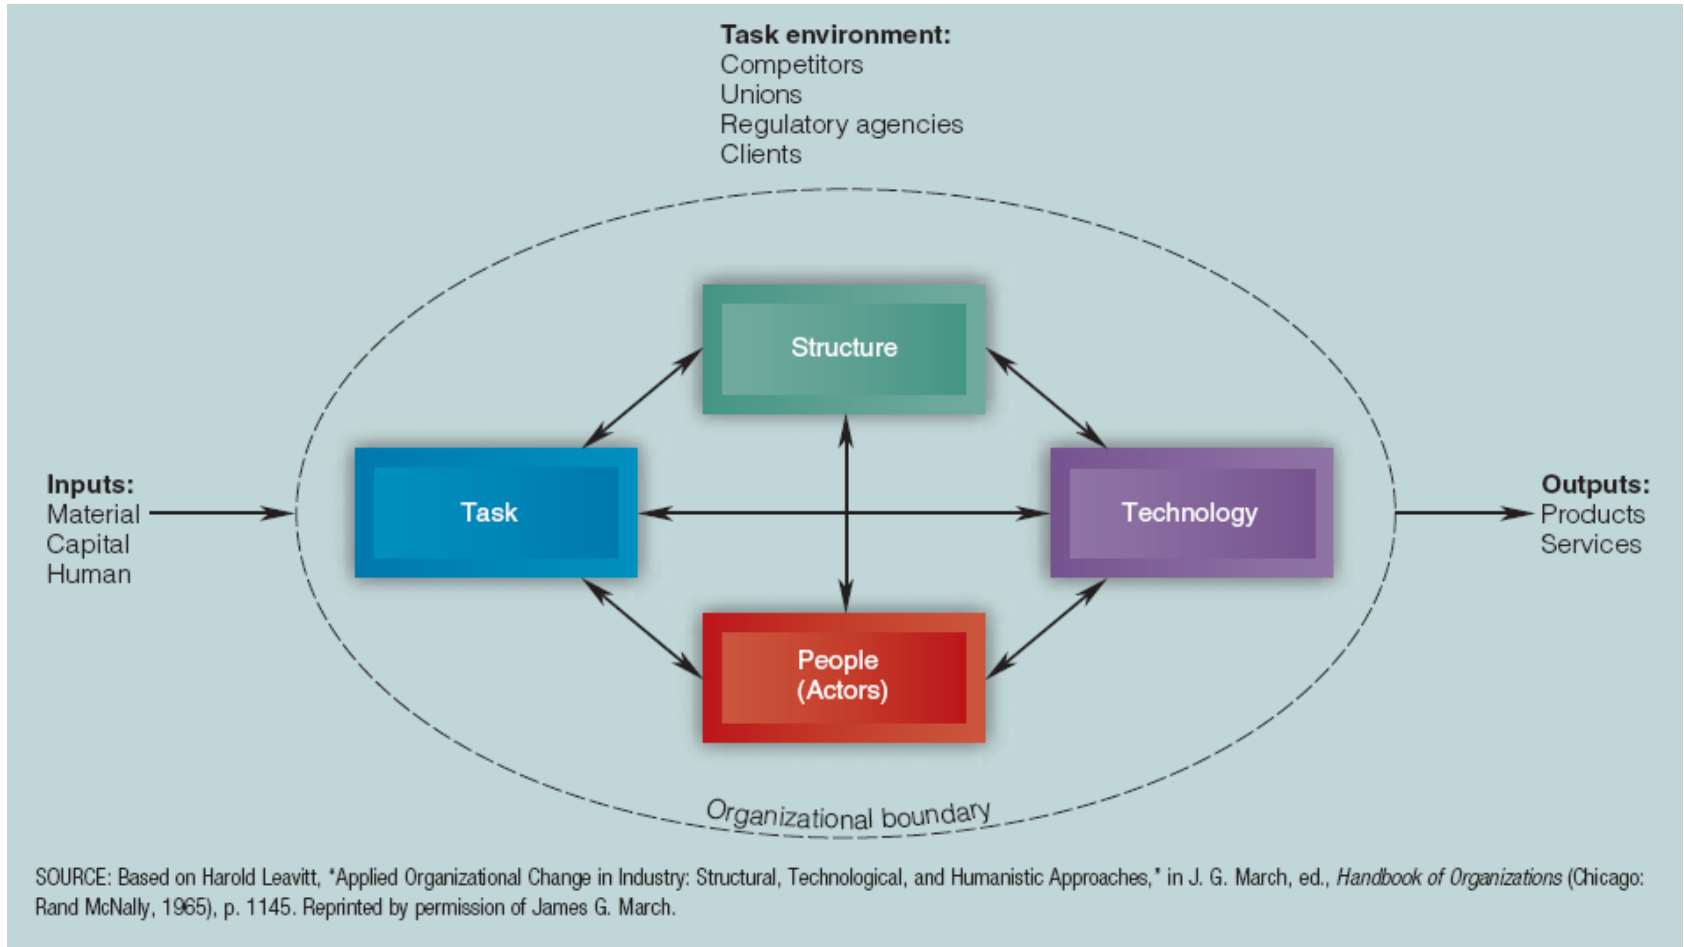 Task environment:
Competitors
Unions
Regulatory agencies
Clients
Structure
Inputs:
Material
Capital
Human
Task
Technology
Outputs:
Products
Services
People
(Actors)
Organizational boundary
SOURCE: Based on Harold Leavitt, "Applied Organizational Change in Industry: Structural, Technological, and Humanistic Approaches," in J. G. March, ed., Handbook of Organizations (Chicago:
Rand McNally, 1965), p. 1145. Reprinted by permission of James G. March.